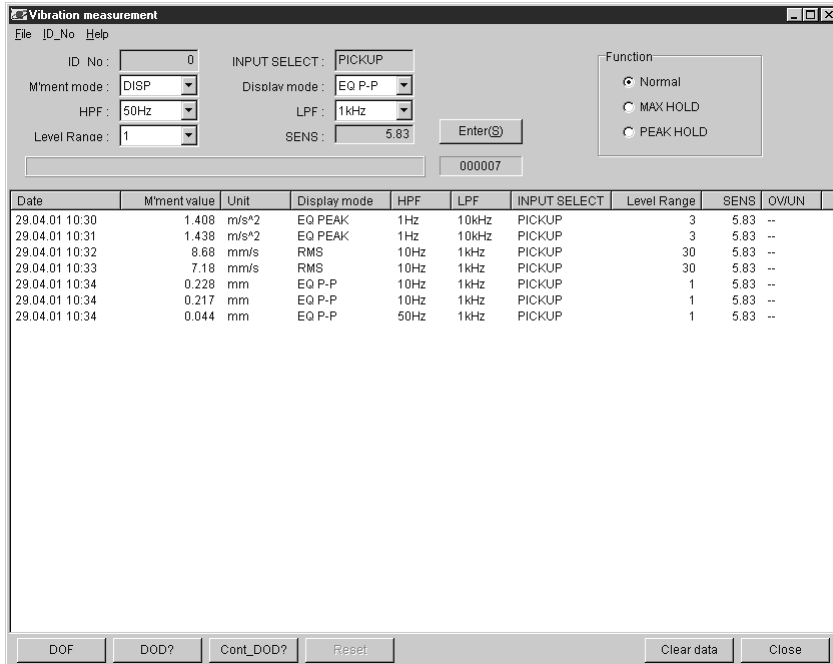 Vibration measurement
File ID_No Help
ID No : 0 INPUT SELECT : PICKUP
M'ment mode : DISP Display mode : EQ P-P
HPF : 50Hz LPF : 1kHz
Level Range : 1 SENS : 5.83 Enter(S)
000007
Function
Normal
MAX HOLD
PEAK HOLD
Date M'ment value Unit Display mode HPF LPF INPUT SELECT Level Range SENS OV/UN
29.04.01 10:30 1.408 m/s^2 EQ PEAK 1Hz 10kHz PICKUP 3 5.83 --
29.04.01 10:31 1.438 m/s^2 EQ PEAK 1Hz 10kHz PICKUP 3 5.83 --
29.04.01 10:32 8.68 mm/s RMS 10Hz 1kHz PICKUP 30 5.83 --
29.04.01 10:33 7.18 mm/s RMS 10Hz 1kHz PICKUP 30 5.83 --
29.04.01 10:34 0.228 mm EQ P-P 10Hz 1kHz PICKUP 1 5.83 --
29.04.01 10:34 0.217 mm EQ P-P 10Hz 1kHz PICKUP 1 5.83 --
29.04.01 10:34 0.044 mm EQ P-P 50Hz 1kHz PICKUP 1 5.83 --
DOF DOD? Cont_DOD? Reset Clear data Close